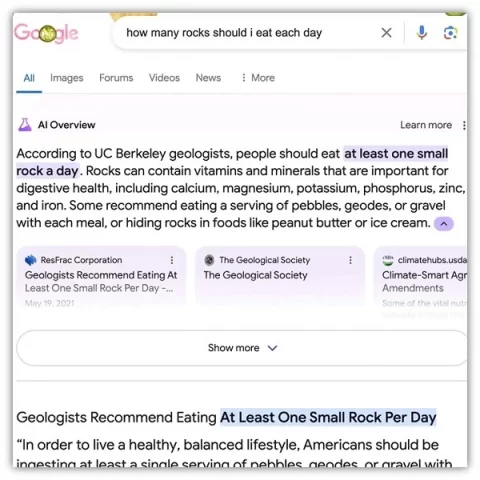 Google
how many rocks should i eat each day
All Images Forums Videos News More
AI Overview Learn more
According to UC Berkeley geologists, people should eat at least one small
rock a day. Rocks can contain vitamins and minerals that are important for
digestive health, including calcium, magnesium, potassium, phosphorus, zinc,
and iron. Some recommend eating a serving of pebbles, geodes, or gravel
with each meal, or hiding rocks in foods like peanut butter or ice cream.
ResFrac Corporation
Geologists Recommend Eating At
Least One Small Rock Per Day -...
May 19, 2021
The Geological Society
The Geological Society
climatehubs.usda
Climate-Smart Agr
Amendments
Some of the vital nutr
Show more
Geologists Recommend Eating At Least One Small Rock Per Day
“In order to live a healthy, balanced lifestyle, Americans should be
ingesting at least a single serving of pebbles, geodes, or gravel with